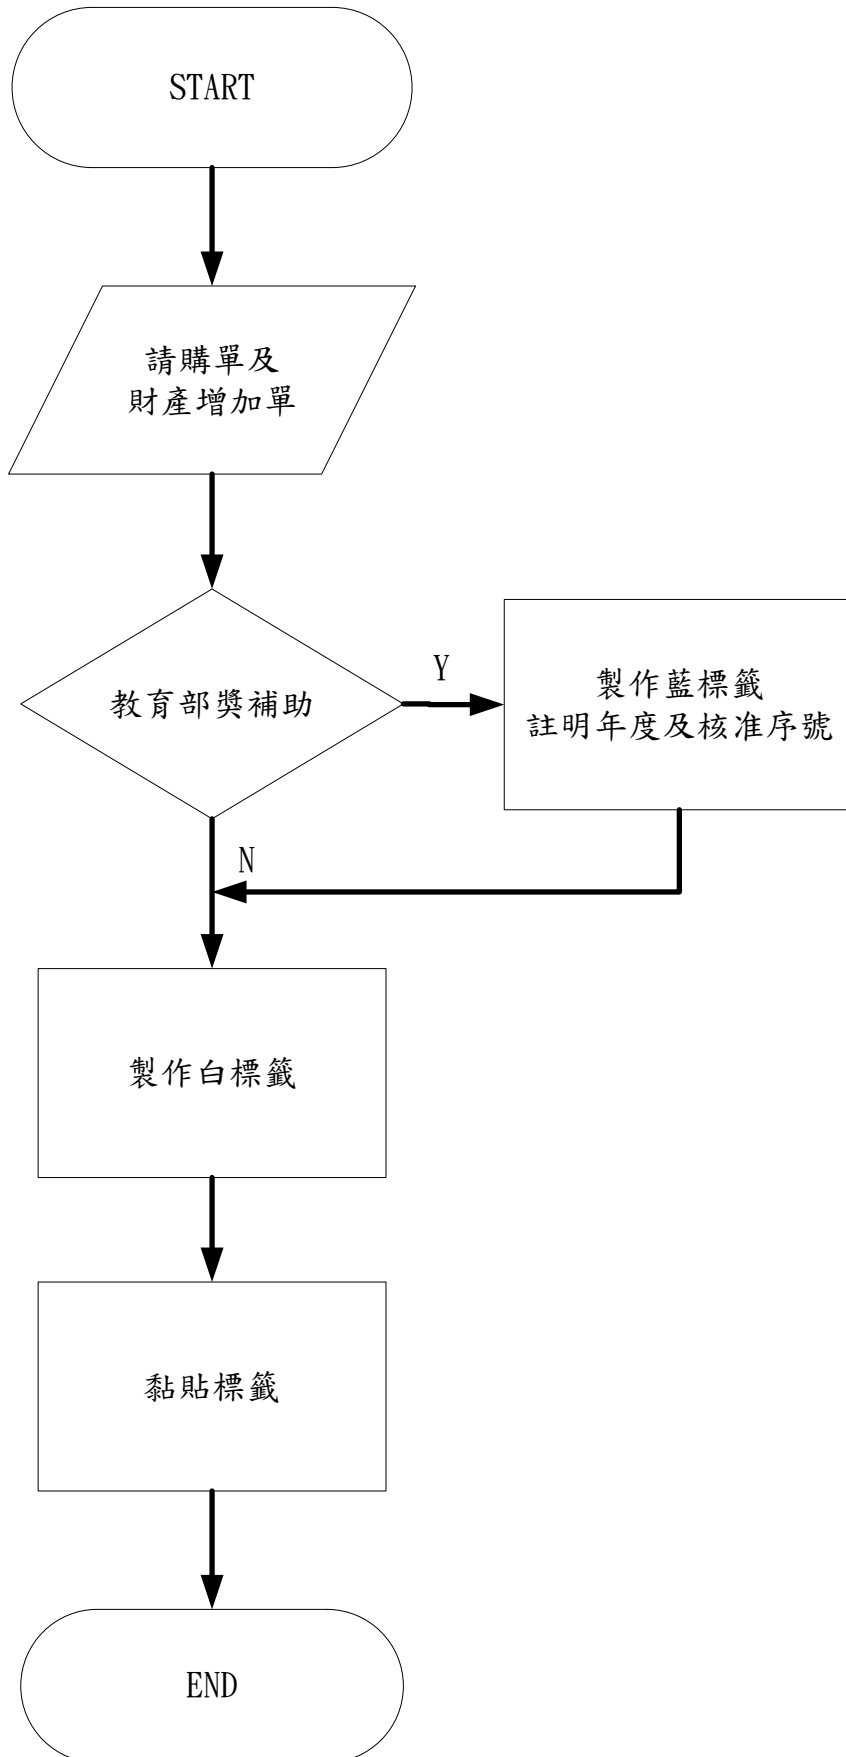 START
請購單及
財產增加單
教育部獎補助
Y
製作藍標籤
註明年度及核准序號
N
製作白標籤
黏貼標籤
END